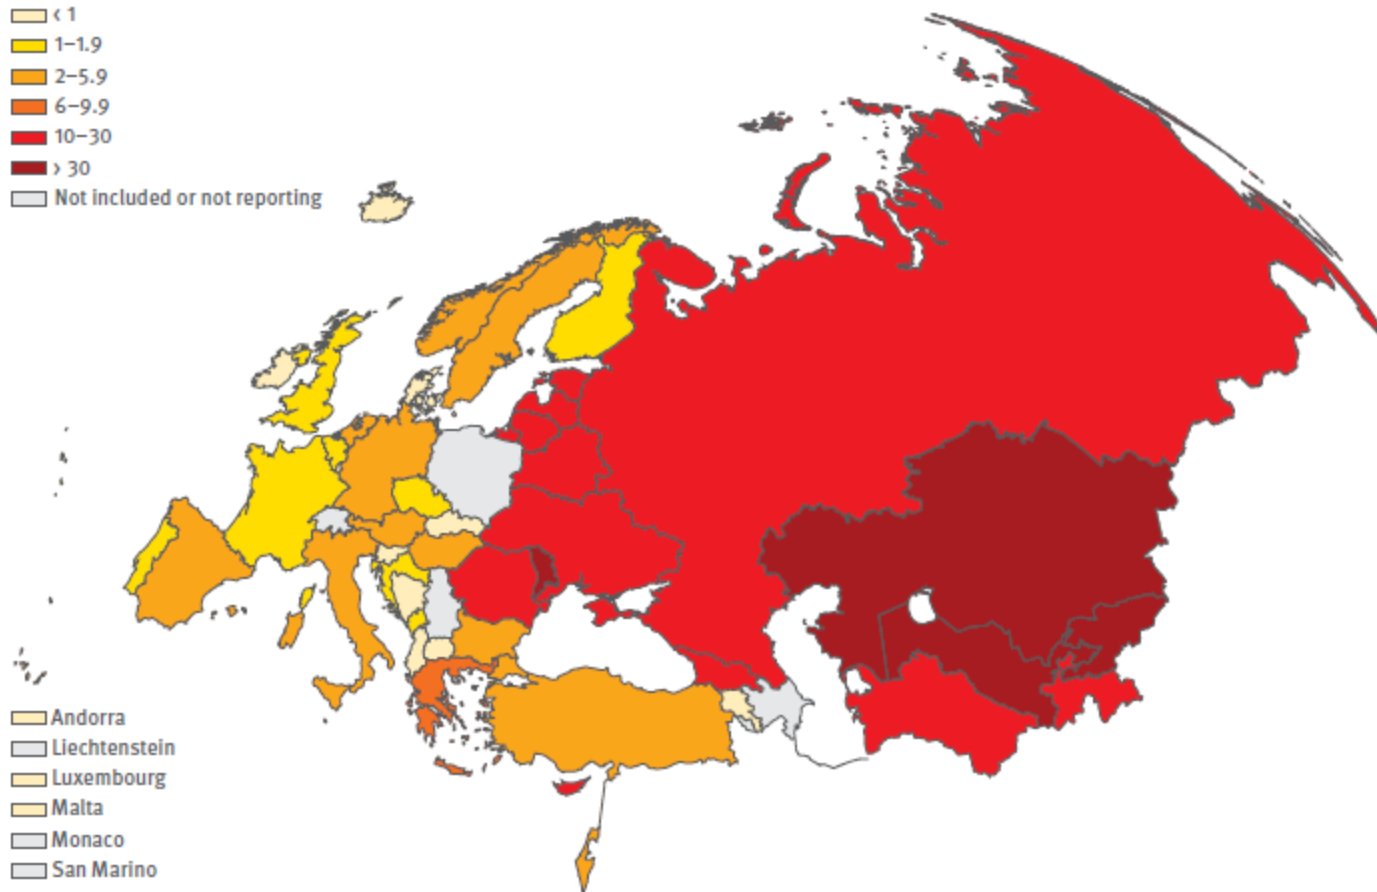 < 1
1–1.9
2–5.9
6–9.9
10–30
> 30
Not included or not reporting
Andorra
Liechtenstein
Luxembourg
Malta
Monaco
San Marino